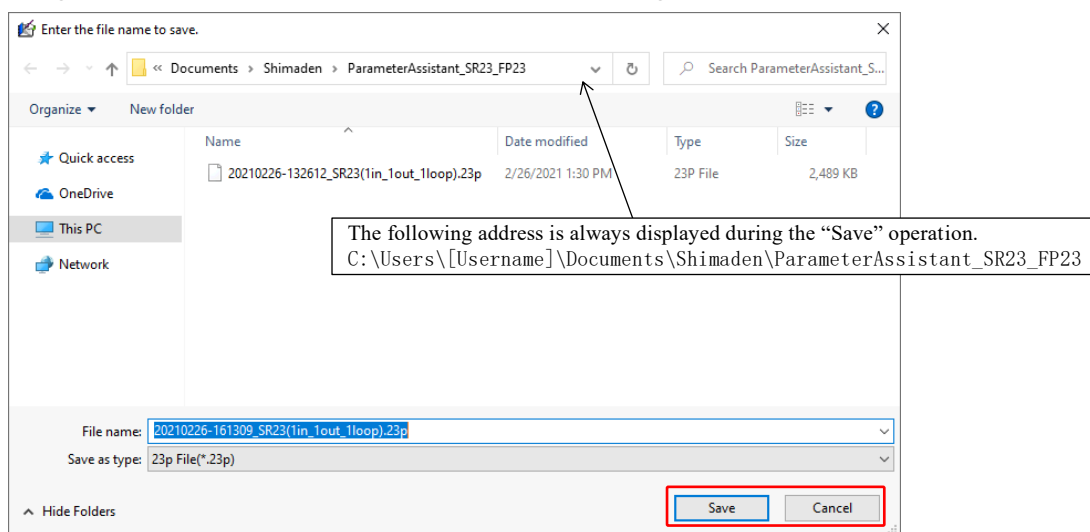 Enter the file name to save.
« Documents › Shimaden › ParameterAssistant_SR23_FP23
Search ParameterAssistant_S...
Organize
New folder
Name
Date modified
Type
Size
Quick access
20210226-132612_SR23(1in_1out_1loop).23p
2/26/2021 1:30 PM
23P File
2,489 KB
OneDrive
This PC
Network
The following address is always displayed during the “Save” operation.
C:\Users\[Username]\Documents\Shimaden\ParameterAssistant_SR23_FP23
File name: 20210226-161309_SR23(1in_1out_1loop).23p
Save as type: 23p File(*.23p)
Hide Folders
Save
Cancel